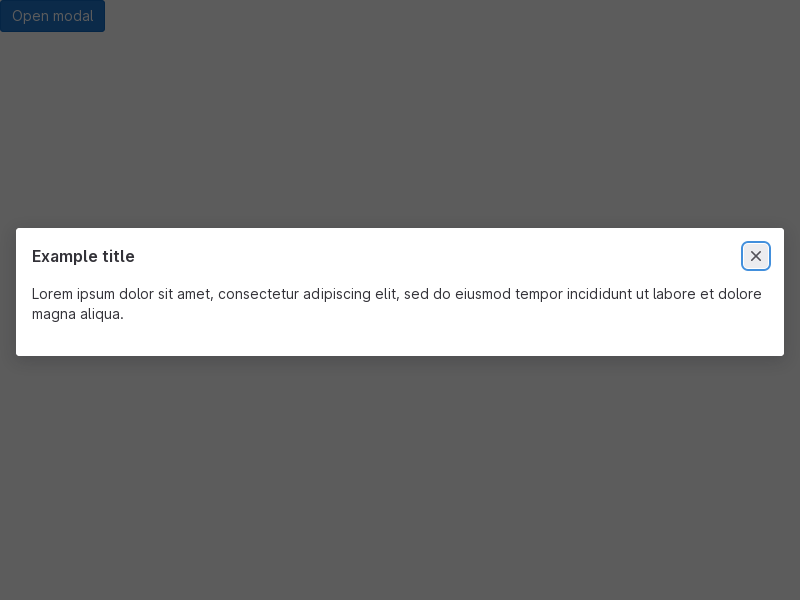 Open modal
Example title
Lorem ipsum dolor sit amet, consectetur adipiscing elit, sed do eiusmod tempor incididunt ut labore et dolore
magna aliqua.